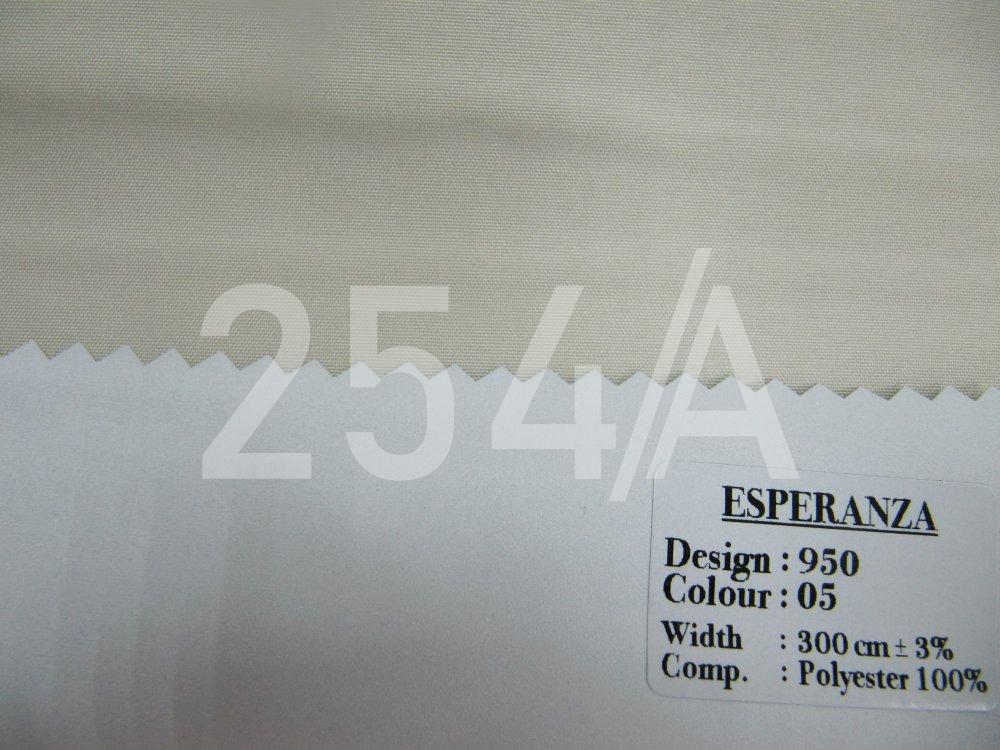 254//A
ESPERANZA
Design : 950
Colour : 05
Width : 300 cm ± 3%
Comp. : Polyester 100%